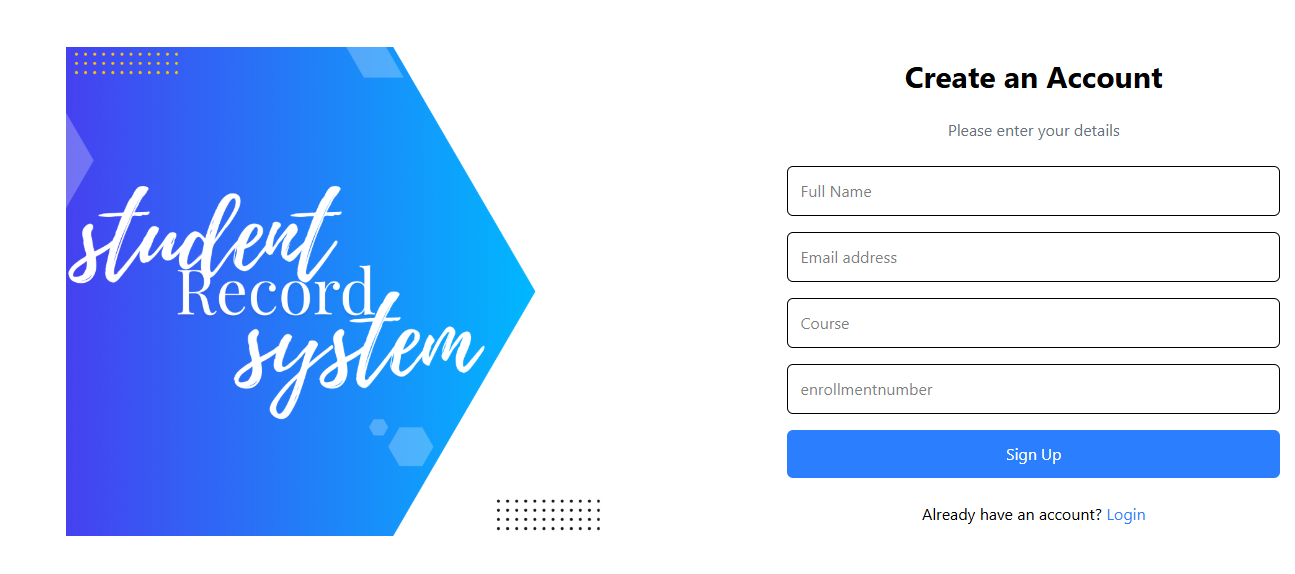 student
Record
system
Create an Account
Please enter your details
Full Name
Email address
Course
enrollmentnumber
Sign Up
Already have an account? Login